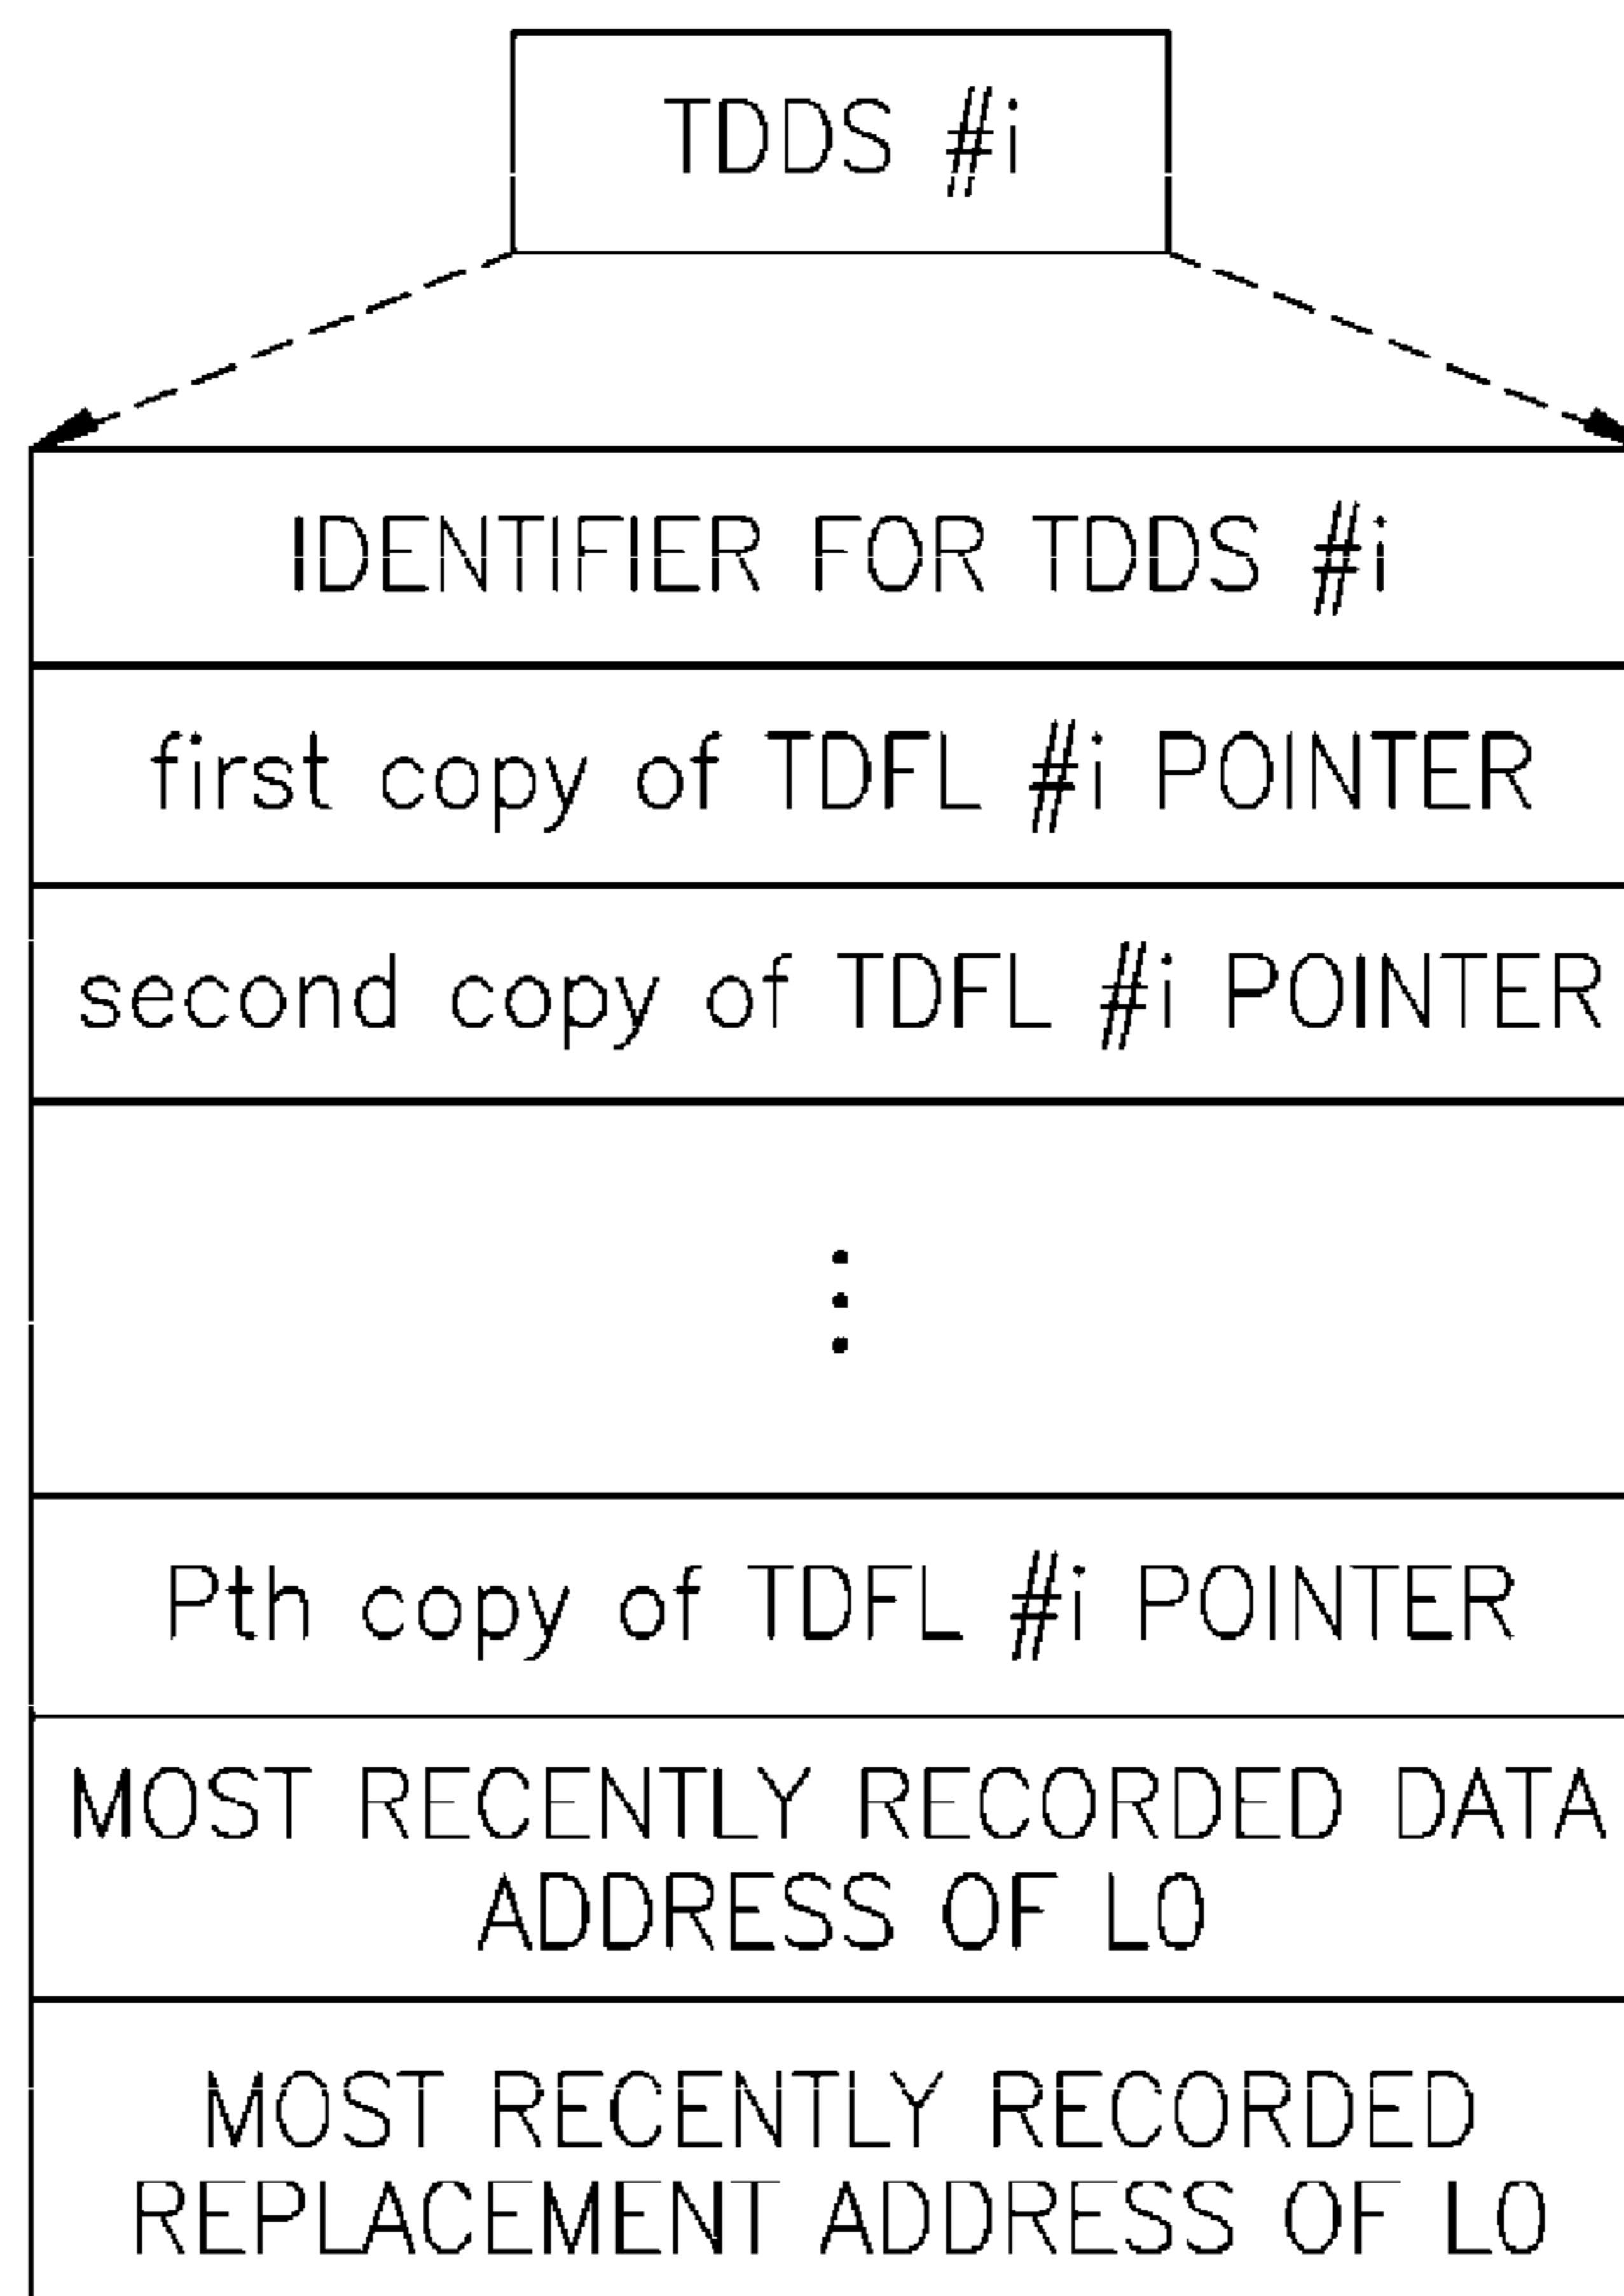 TDDS #i
IDENTIFIER FOR TDDS #i
first copy of TDFL #i POINTER
second copy of TDFL #i POINTER
Pth copy of TDFL #i POINTER
MOST RECENTLY RECORDED DATA
ADDRESS OF L0
MOST RECENTLY RECORDED
REPLACEMENT ADDRESS OF L0